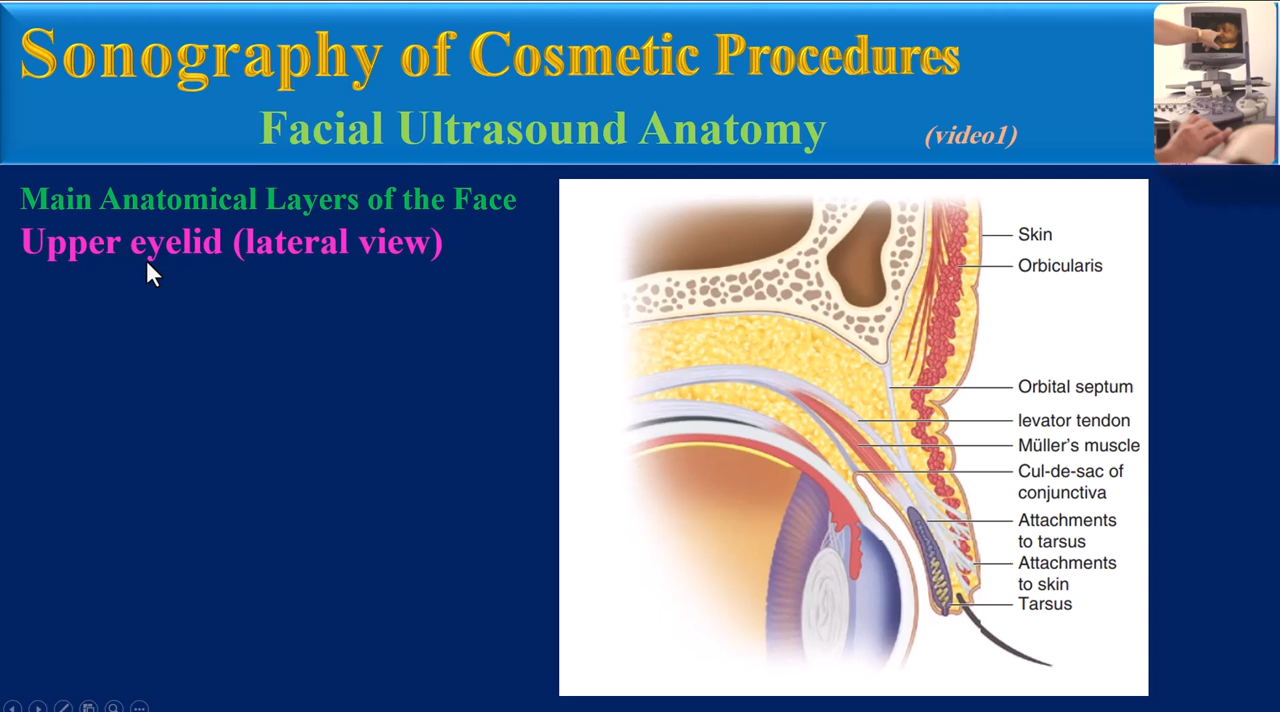 Sonography of Cosmetic Procedures
Facial Ultrasound Anatomy
(video1)
Main Anatomical Layers of the Face
Upper eyelid (lateral view)
Skin
Orbicularis
Orbital septum
levator tendon
Müller's muscle
Cul-de-sac of
conjunctiva
Attachments
to tarsus
Attachments
to skin
Tarsus